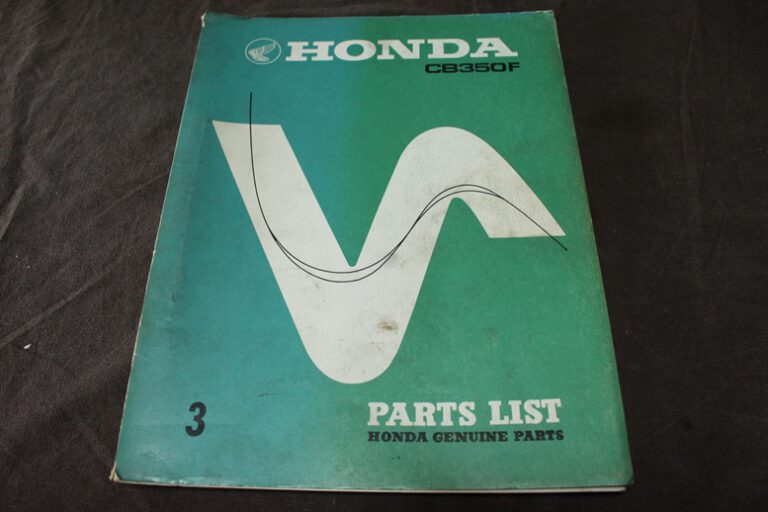 HONDA
CB350F
3
PARTS LIST
HONDA GENUINE PARTS